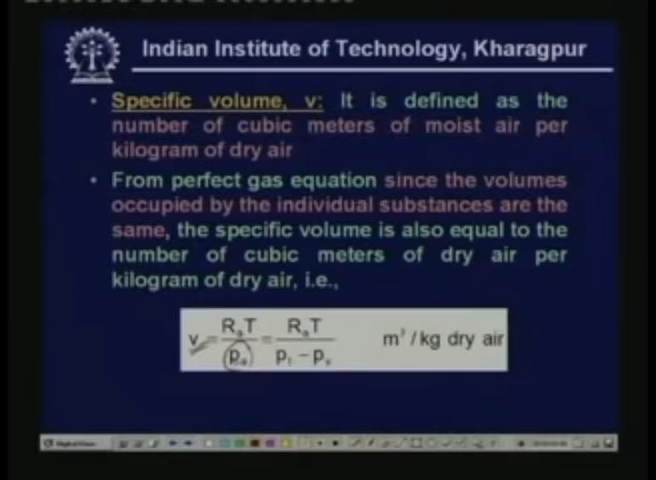 Indian Institute of Technology, Kharagpur
• Specific volume, v: It is defined as the
number of cubic meters of moist air per
kilogram of dry air
• From perfect gas equation since the volumes
occupied by the individual substances are the
same, the specific volume is also equal to the
number of cubic meters of dry air per
kilogram of dry air, i.e.,
v = RₐT / pₐ = RₐT / (pₜ − pᵥ) m³ / kg dry air